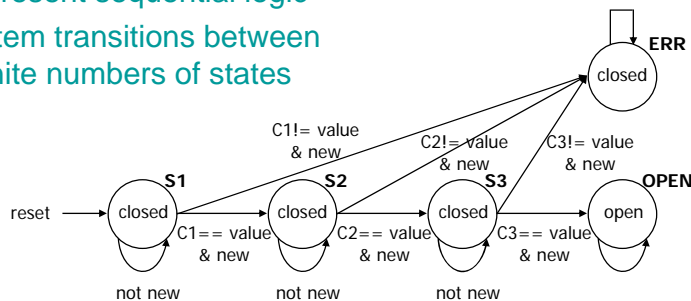 present sequential logic
tem transitions between
nite numbers of states
ERR
closed
C1!= value
& new
C2!= value
& new
C3!= value
& new
S1
S2
S3
OPEN
reset
closed
closed
closed
open
C1== value
& new
C2== value
& new
C3== value
& new
not new
not new
not new